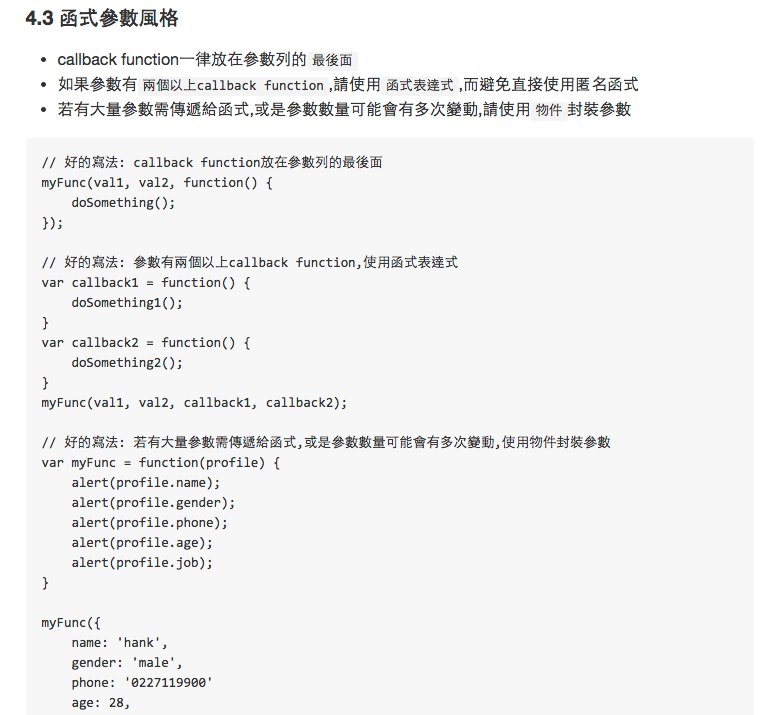 4.3 函式參數風格
• callback function一律放在參數列的 最後面
• 如果參數有 兩個以上callback function ,請使用 函式表達式 ,而避免直接使用匿名函式
• 若有大量參數需傳遞給函式,或是參數數量可能會有多次變動,請使用 物件 封裝參數
// 好的寫法: callback function放在參數列的最後面
myFunc(val1, val2, function() {
    doSomething();
});
// 好的寫法: 參數有兩個以上callback function,使用函式表達式
var callback1 = function() {
    doSomething1();
}
var callback2 = function() {
    doSomething2();
}
myFunc(val1, val2, callback1, callback2);
// 好的寫法: 若有大量參數需傳遞給函式,或是參數數量可能會有多次變動,使用物件封裝參數
var myFunc = function(profile) {
    alert(profile.name);
    alert(profile.gender);
    alert(profile.phone);
    alert(profile.age);
    alert(profile.job);
}
myFunc({
    name: 'hank',
    gender: 'male',
    phone: '0227119900'
    age: 28,